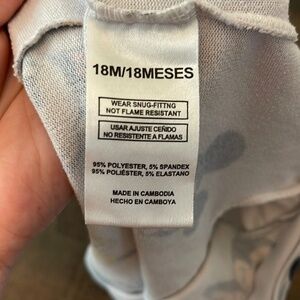 18M/18MESES
WEAR SNUG-FITTNG
NOT FLAME RESISTANT
USAR AJUSTE CEÑIDO
NO RESISTENTE A FLAMAS
95% POLYESTER, 5% SPANDEX
95% POLIÉSTER, 5% ELASTANO
MADE IN CAMBODIA
HECHO EN CAMBOYA